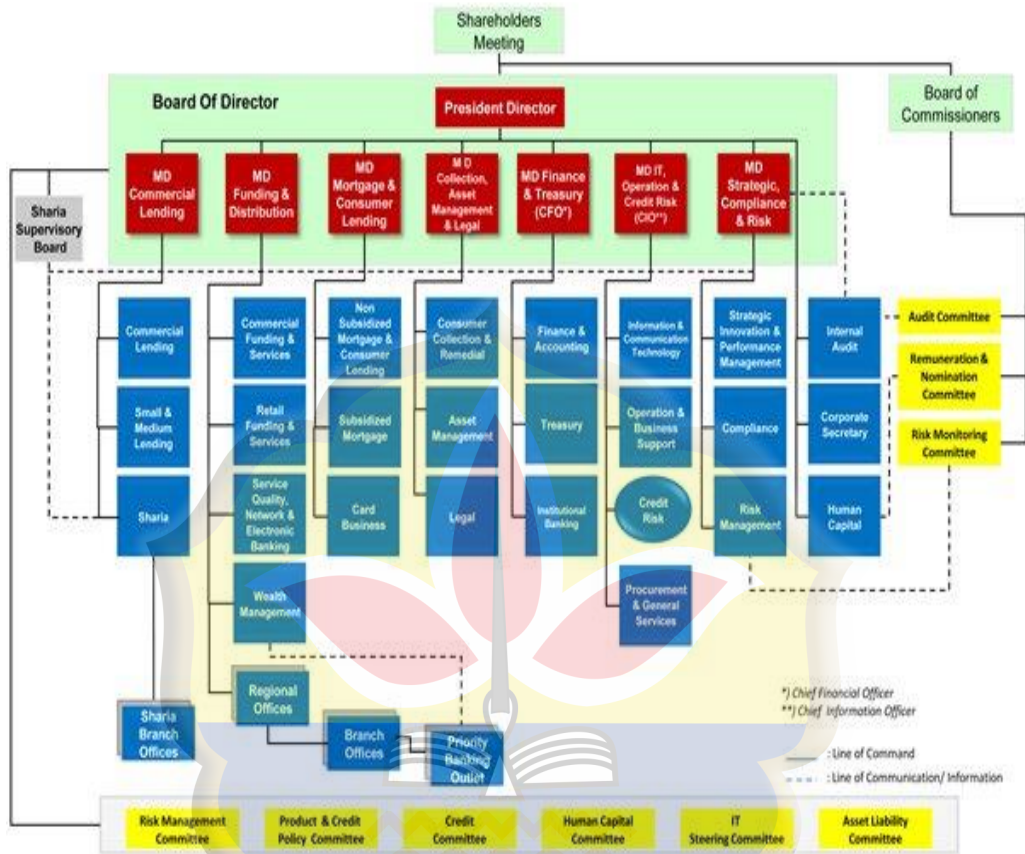 Shareholders
Meeting
Board Of Director
President Director
Board of
Commissioners
MD
Commercial
Lending
MD
Funding &
Distribution
MD
Mortgage &
Consumer
Lending
M D
Collection,
Asset
Management
& Legal
MD Finance
& Treasury
(CFO*)
MD IT,
Operation &
Credit Risk
(CIO**)
MD
Strategic,
Compliance
& Risk
Sharia
Supervisory
Board
Commercial
Lending
Commercial
Funding &
Services
Non
Subsidized
Mortgage &
Consumer
Lending
Consumer
Collection &
Remedial
Finance &
Accounting
Information &
Communication
Technology
Strategic
Innovation &
Performance
Management
Internal
Audit
Audit Committee
Remuneration &
Nomination
Committee
Small &
Medium
Lending
Retail
Funding &
Services
Subsidized
Mortgage
Asset
Management
Treasury
Operation &
Business
Support
Compliance
Corporate
Secretary
Risk Monitoring
Committee
Sharia
Service
Quality,
Network &
Electronic
Banking
Card
Business
Legal
Institutional
Banking
Credit
Risk
Risk
Management
Human
Capital
Wealth
Management
Procurement
& General
Services
Regional
Offices
Sharia
Branch
Offices
Branch
Offices
Priority
Banking
Outlet
*) Chief Financial Officer
**) Chief Information Officer
: Line of Command
: Line of Communication/ Information
Risk Management
Committee
Product & Credit
Policy Committee
Credit
Committee
Human Capital
Committee
IT
Steering Committee
Asset Liability
Committee